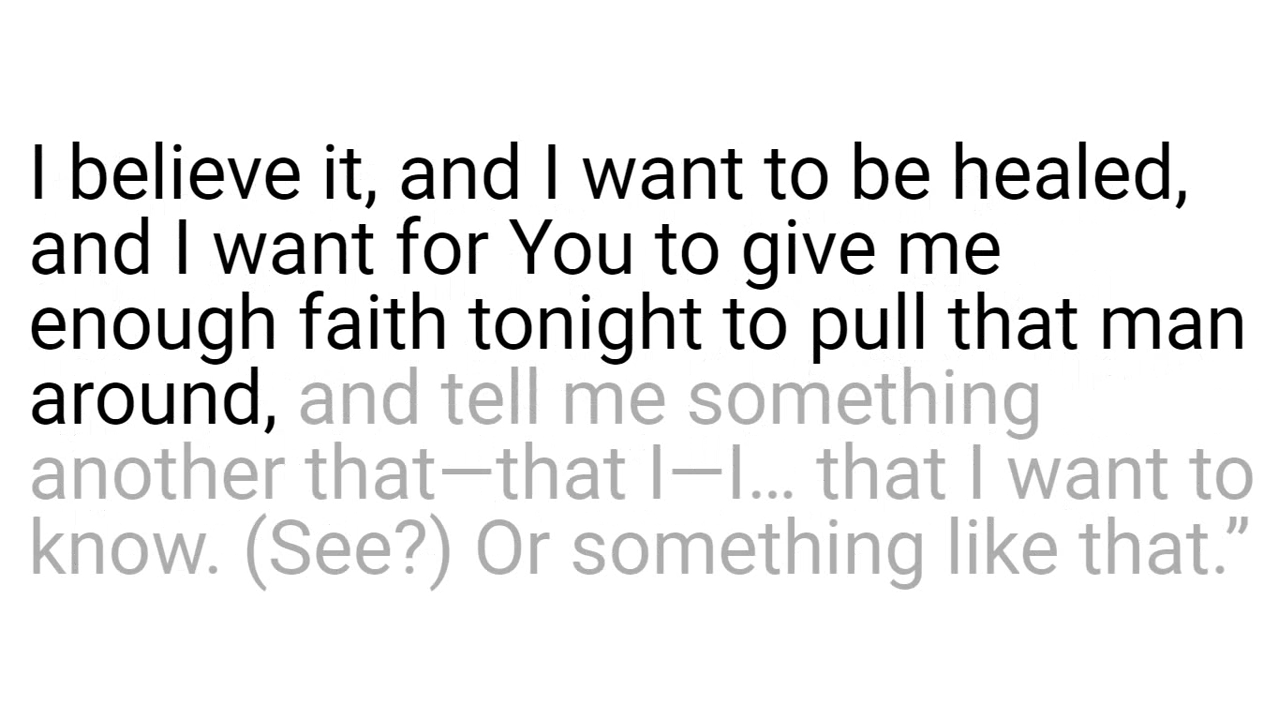 I believe it, and I want to be healed,
and I want for You to give me
enough faith tonight to pull that man
around, and tell me something
another that—that I—I… that I want to
know. (See?) Or something like that.”